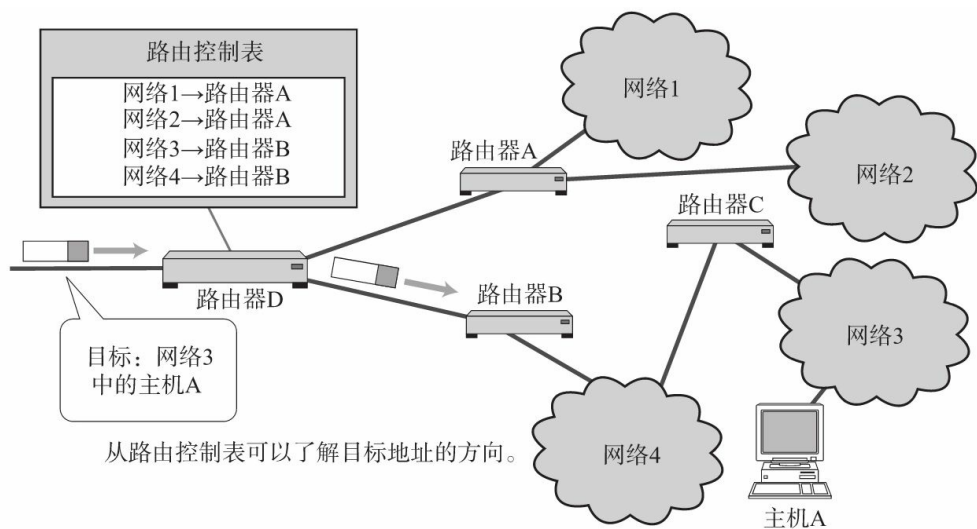 路由控制表
网络1→路由器A
网络2→路由器A
网络3→路由器B
网络4→路由器B
网络1
路由器A
网络2
路由器C
路由器D
路由器B
目标：网络3
中的主机A
网络3
从路由控制表可以了解目标地址的方向。
网络4
主机A